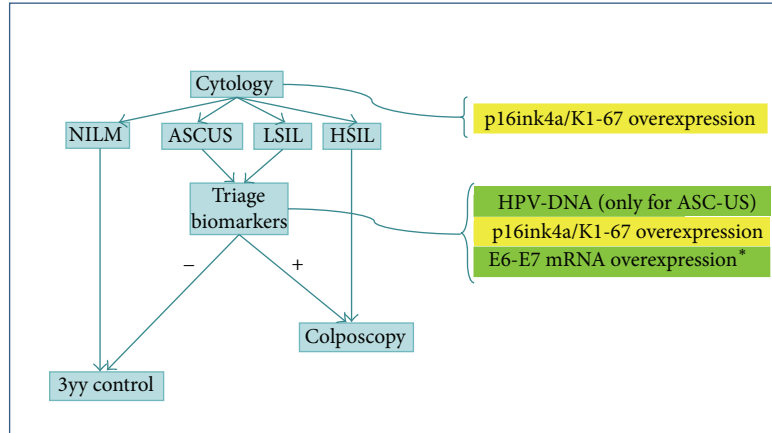 Cytology
p16ink4a/K1-67 overexpression
NILM
ASCUS
LSIL
HSIL
Triage
biomarkers
HPV-DNA (only for ASC-US)
p16ink4a/K1-67 overexpression
E6-E7 mRNA overexpression*
−
+
Colposcopy
3yy control